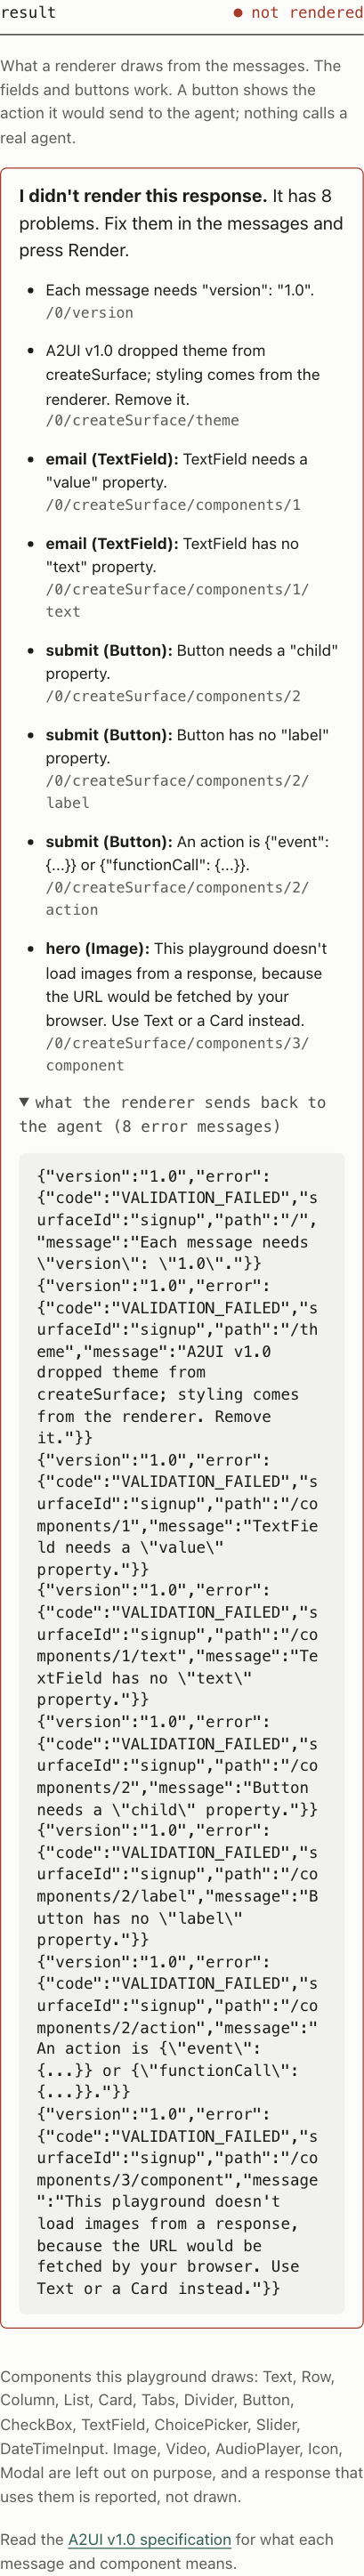 result ● not rendered
What a renderer draws from the messages. The
fields and buttons work. A button shows the
action it would send to the agent; nothing calls a
real agent.
I didn't render this response. It has 8
problems. Fix them in the messages and
press Render.
• Each message needs "version": "1.0".
/0/version
• A2UI v1.0 dropped theme from
createSurface; styling comes from the
renderer. Remove it.
/0/createSurface/theme
• email (TextField): TextField needs a
"value" property.
/0/createSurface/components/1
• email (TextField): TextField has no
"text" property.
/0/createSurface/components/1/
text
• submit (Button): Button needs a "child"
property.
/0/createSurface/components/2
• submit (Button): Button has no "label"
property.
/0/createSurface/components/2/
label
• submit (Button): An action is {"event":
{...}} or {"functionCall": {...}}.
/0/createSurface/components/2/
action
• hero (Image): This playground doesn't
load images from a response, because
the URL would be fetched by your
browser. Use Text or a Card instead.
/0/createSurface/components/3/
component
▼ what the renderer sends back to
the agent (8 error messages)
{"version":"1.0","error":
{"code":"VALIDATION_FAILED","s
urfaceId":"signup","path":"/",
"message":"Each message needs
\"version\": \"1.0\"."}}
{"version":"1.0","error":
{"code":"VALIDATION_FAILED","s
urfaceId":"signup","path":"/th
eme","message":"A2UI v1.0
dropped theme from
createSurface; styling comes
from the renderer. Remove
it."}}
{"version":"1.0","error":
{"code":"VALIDATION_FAILED","s
urfaceId":"signup","path":"/co
mponents/1","message":"TextFie
ld needs a \"value\"
property."}}
{"version":"1.0","error":
{"code":"VALIDATION_FAILED","s
urfaceId":"signup","path":"/co
mponents/1/text","message":"Te
xtField has no \"text\"
property."}}
{"version":"1.0","error":
{"code":"VALIDATION_FAILED","s
urfaceId":"signup","path":"/co
mponents/2","message":"Button
needs a \"child\" property."}}
{"version":"1.0","error":
{"code":"VALIDATION_FAILED","s
urfaceId":"signup","path":"/co
mponents/2/label","message":"B
utton has no \"label\"
property."}}
{"version":"1.0","error":
{"code":"VALIDATION_FAILED","s
urfaceId":"signup","path":"/co
mponents/2/action","message":"
An action is {\"event\":
{...}} or {\"functionCall\":
{...}}."}}
{"version":"1.0","error":
{"code":"VALIDATION_FAILED","s
urfaceId":"signup","path":"/co
mponents/3/component","message
":"This playground doesn't
load images from a response,
because the URL would be
fetched by your browser. Use
Text or a Card instead."}}
Components this playground draws: Text, Row,
Column, List, Card, Tabs, Divider, Button,
CheckBox, TextField, ChoicePicker, Slider,
DateTimeInput. Image, Video, AudioPlayer, Icon,
Modal are left out on purpose, and a response that
uses them is reported, not drawn.
Read the A2UI v1.0 specification for what each
message and component means.